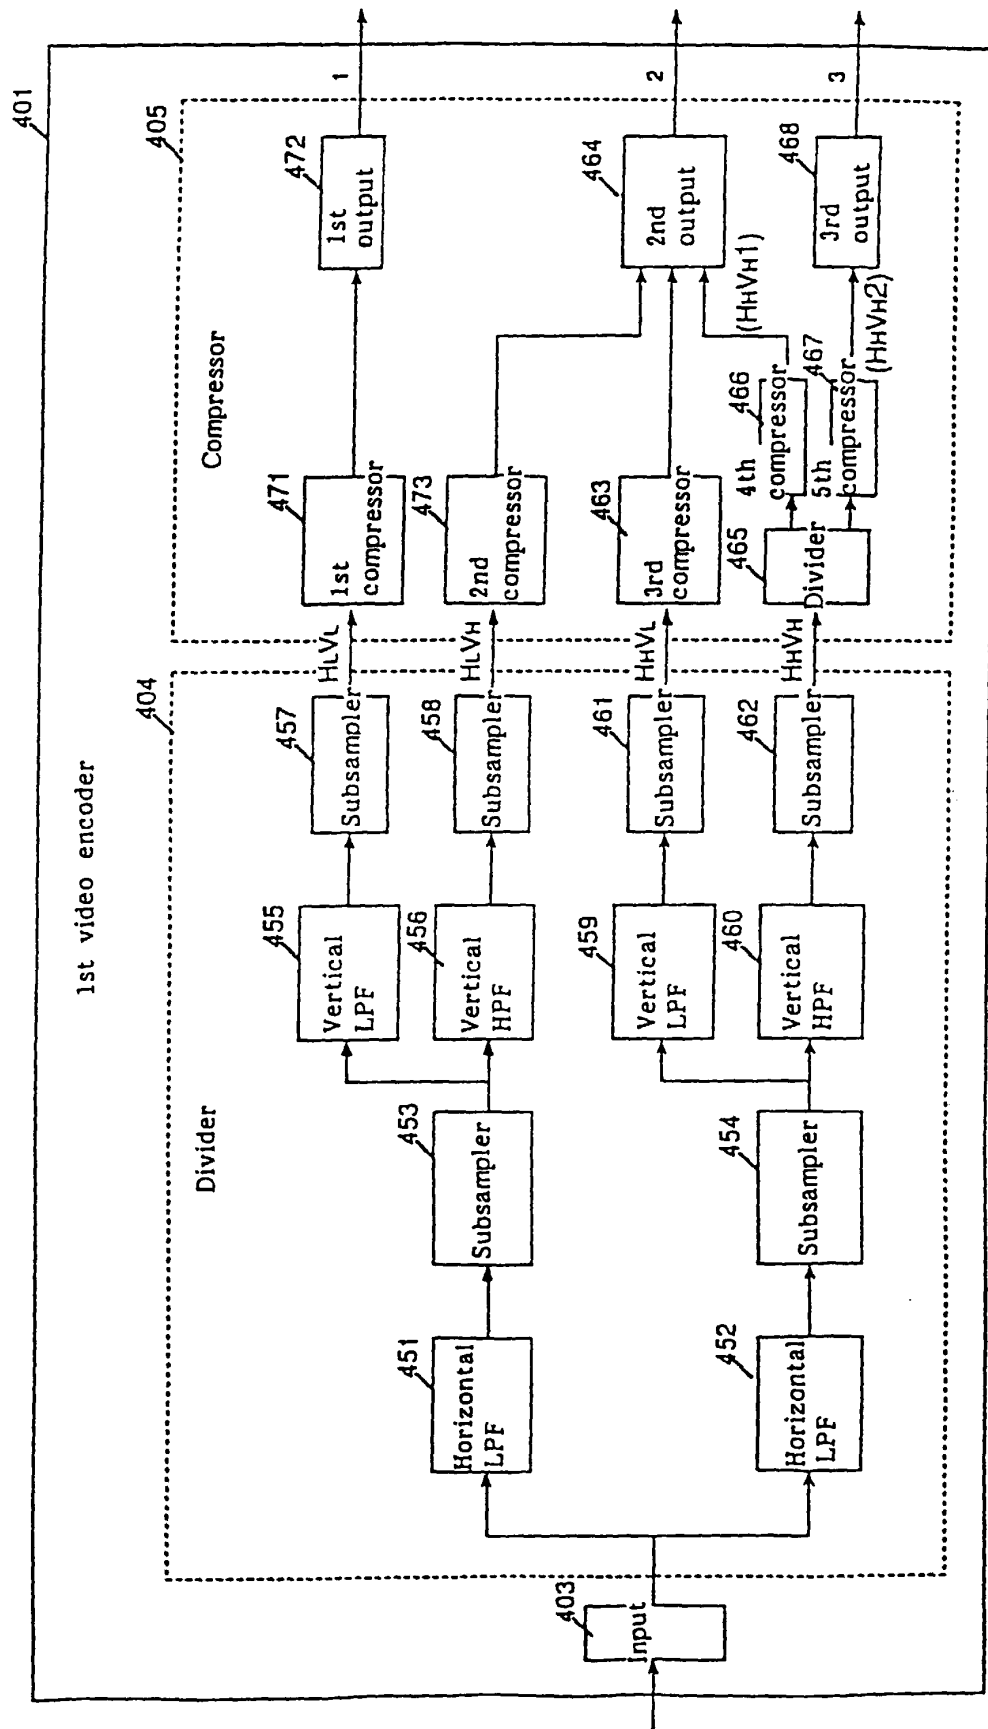 401
1st video encoder
404
Divider
405
Compressor
403
Input
451
Horizontal
LPF
453
Subsampler
455
Vertical
LPF
457
Subsampler
HLVL
471
1st
compressor
472
1st
output
1
456
Vertical
HPF
458
Subsampler
HLVH
473
2nd
compressor
452
Horizontal
LPF
454
Subsampler
459
Vertical
LPF
461
Subsampler
HHVL
463
3rd
compressor
464
2nd
output
2
460
Vertical
HPF
462
Subsampler
HHVH
465
Divider
466
4th
compressor
(HHVH1)
467
5th
compressor
(HHVH2)
468
3rd
output
3